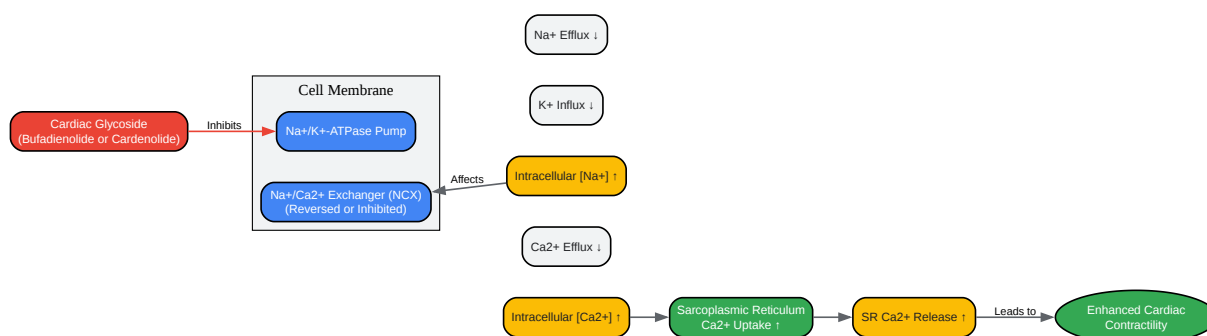 Na+ Efflux ↓
K+ Influx ↓
Cell Membrane
Cardiac Glycoside
(Bufadienolide or Cardenolide)
Inhibits
Na+/K+-ATPase Pump
Intracellular [Na+] ↑
Affects
Na+/Ca2+ Exchanger (NCX)
(Reversed or Inhibited)
Ca2+ Efflux ↓
Intracellular [Ca2+] ↑
Sarcoplasmic Reticulum
Ca2+ Uptake ↑
SR Ca2+ Release ↑
Leads to
Enhanced Cardiac
Contractility